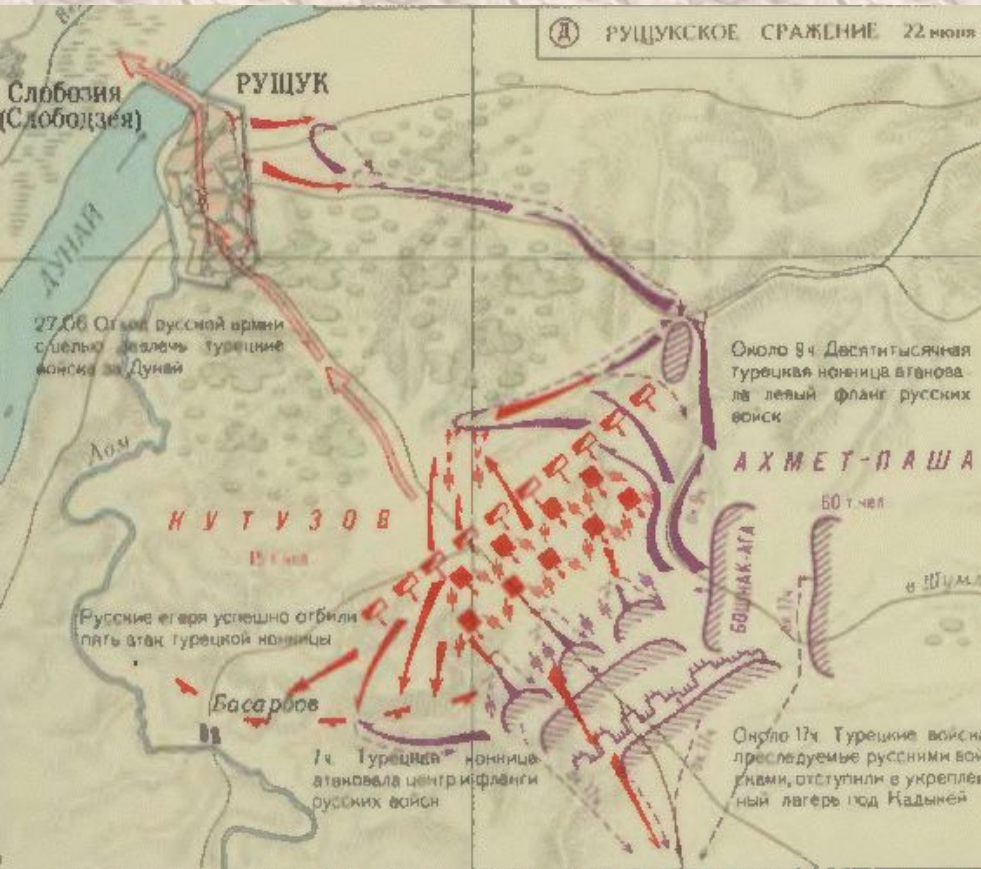 Д РУЩУКСКОЕ СРАЖЕНИЕ 22 июня
РУЩУК
Слобозия
(Слободзея)
ДУНАЙ
27.06 Отход русской армии
с целью завлечь турецкие
войска за Дунай
Около 9ч Десятитысячная
турецкая конница атакова-
ла левый фланг русских
войск
Лом
АХМЕТ-ПАША
60 т. чел
КУТУЗОВ
15 т. чел
БОШНАК-АГА
Русские егеря успешно отбили
пять атак турецкой конницы
Басарбов
7ч Турецкая конница
атаковала центр и фланги
русских войск
Около 17ч Турецкие войска
преследуемые русскими вой
сками, отступили в укреплен
ный лагерь под Кадыкей